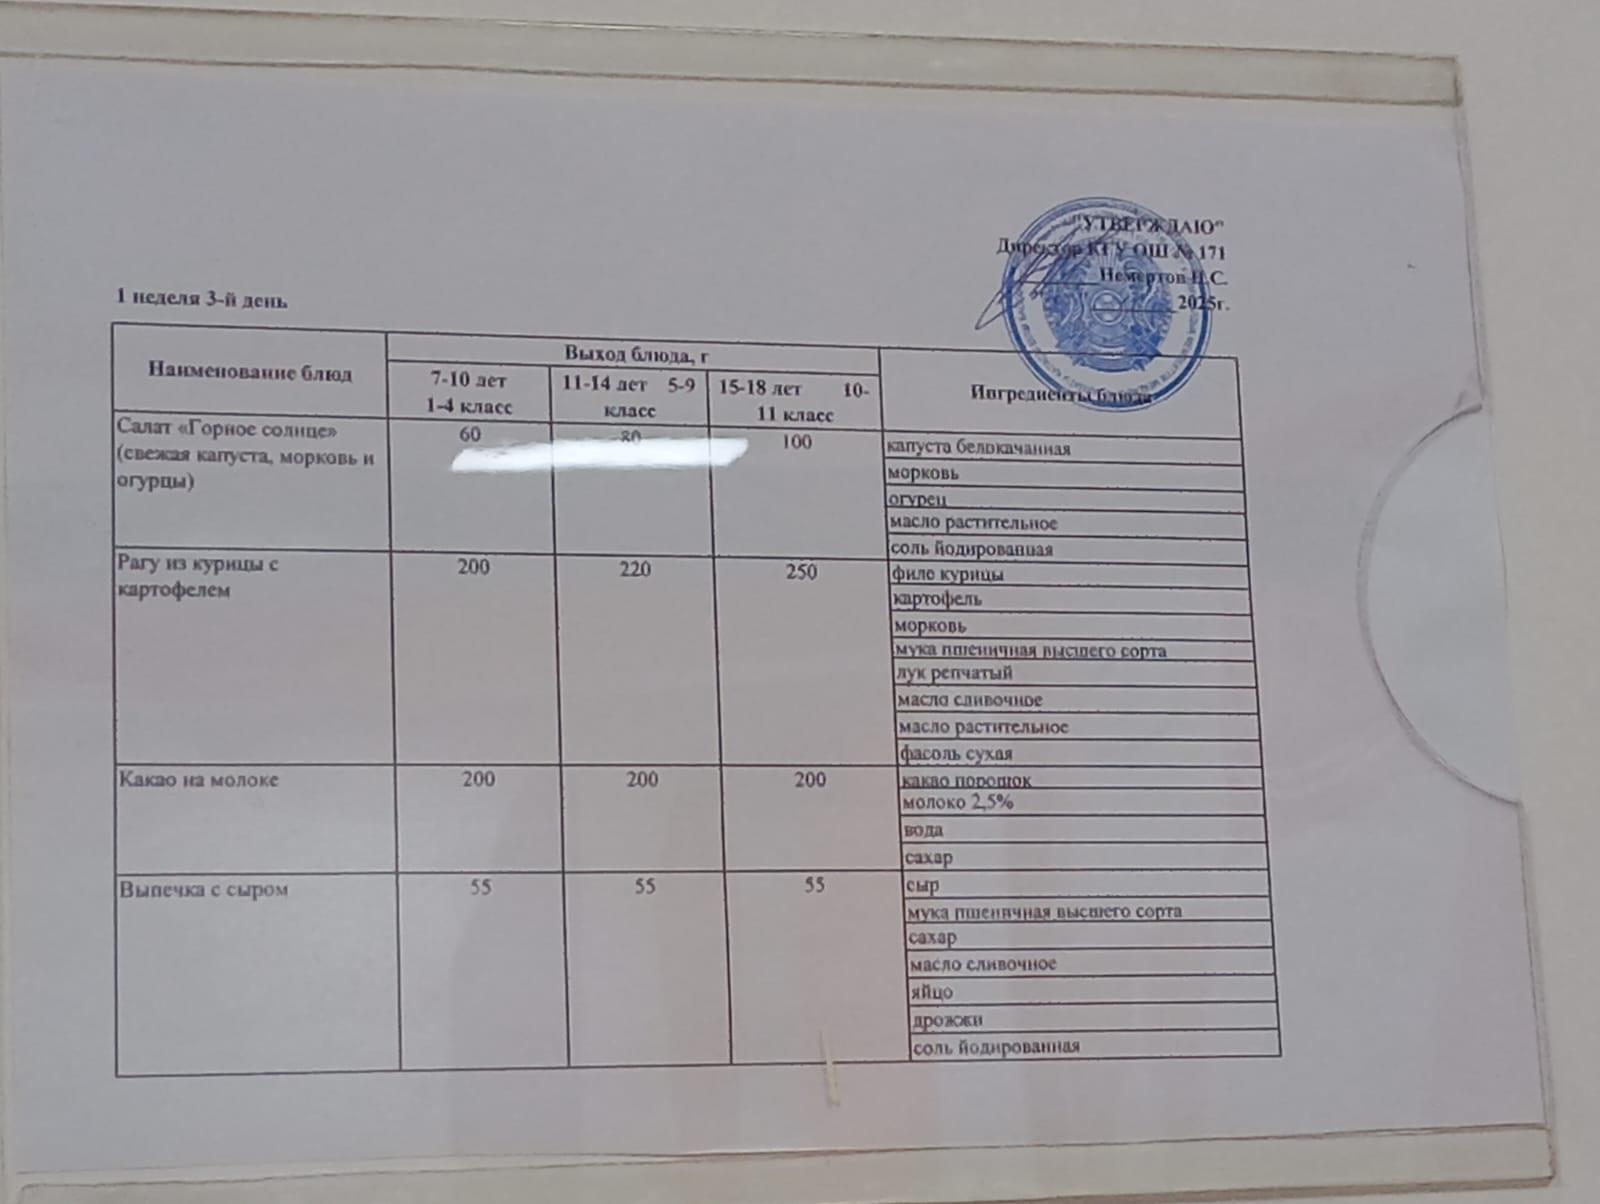 "УТВЕРЖДАЮ"
Директор КГУ ОШ № 171
Немертов Н.С.
2025г.
1 неделя 3-й день
Наименование блюд
Выход блюда, г
Ингредиенты блюда
7-10 лет
1-4 класс
11-14 лет 5-9
класс
15-18 лет 10-
11 класс
Салат «Горное солнце»
(свежая капуста, морковь и
огурцы)
60
80
100
капуста белокачанная
морковь
огурец
масло растительное
соль йодированная
Рагу из курицы с
картофелем
200
220
250
филе курицы
картофель
морковь
мука пшеничная высшего сорта
лук репчатый
масло сливочное
масло растительное
фасоль сухая
Какао на молоке
200
200
200
какао порошок
молоко 2,5%
вода
сахар
Выпечка с сыром
55
55
55
сыр
мука пшеничная высшего сорта
сахар
масло сливочное
яйцо
дрожжи
соль йодированная